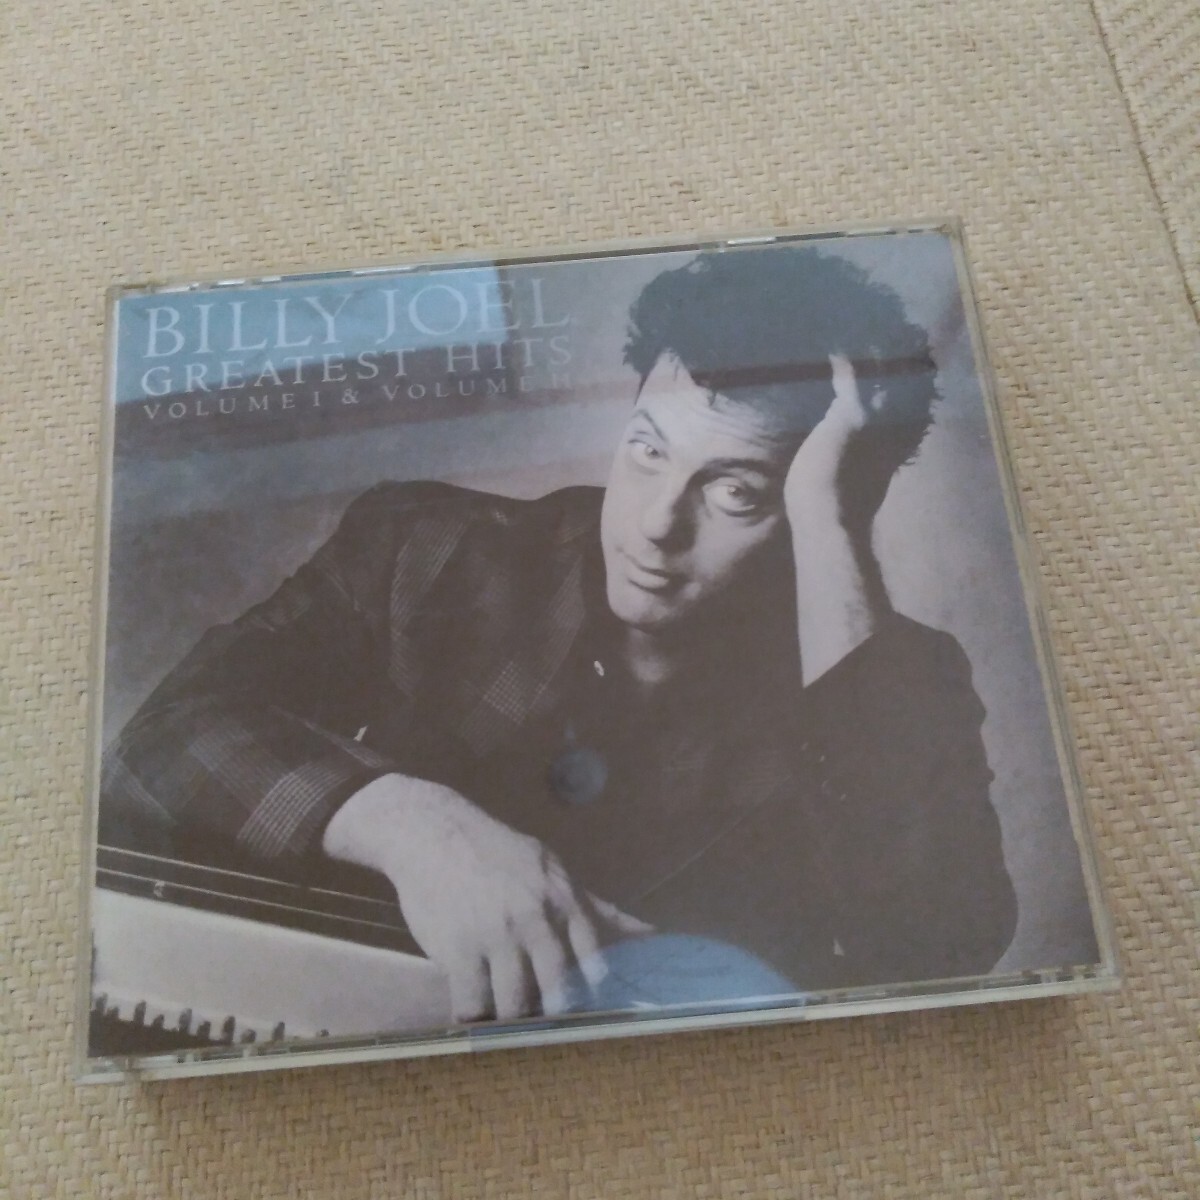 BILLY JOEL
GREATEST HITS
VOLUME I & VOLUME II